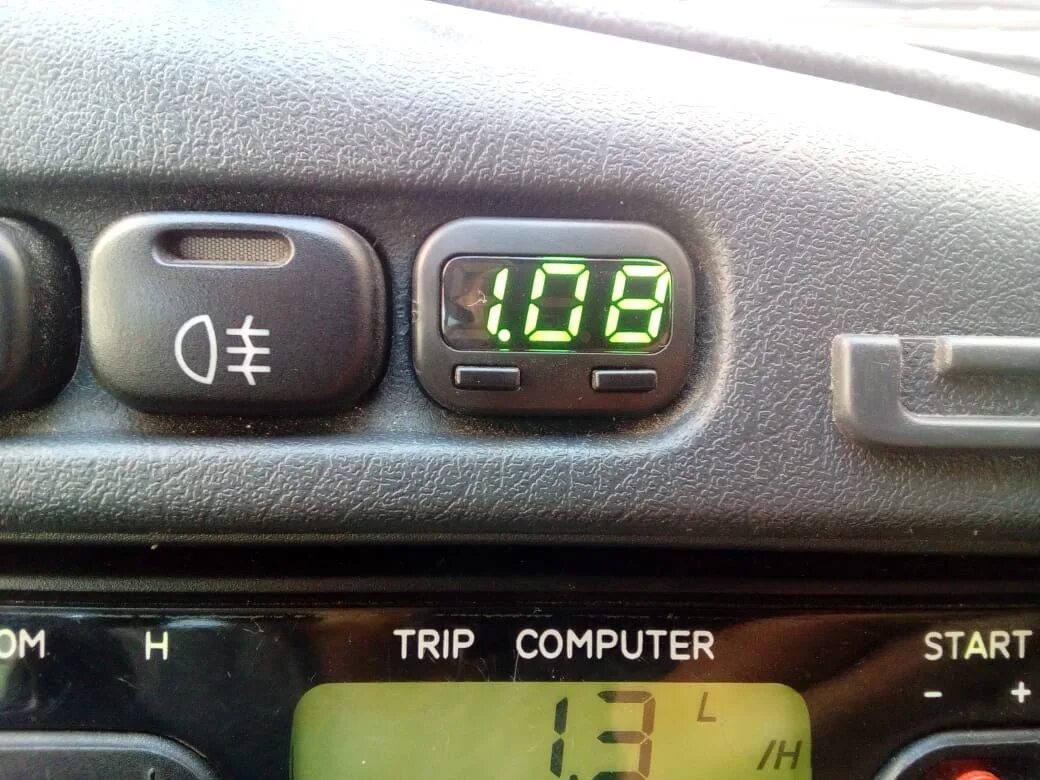 1.08
OM H TRIP COMPUTER START
- +
1.3 L
/H